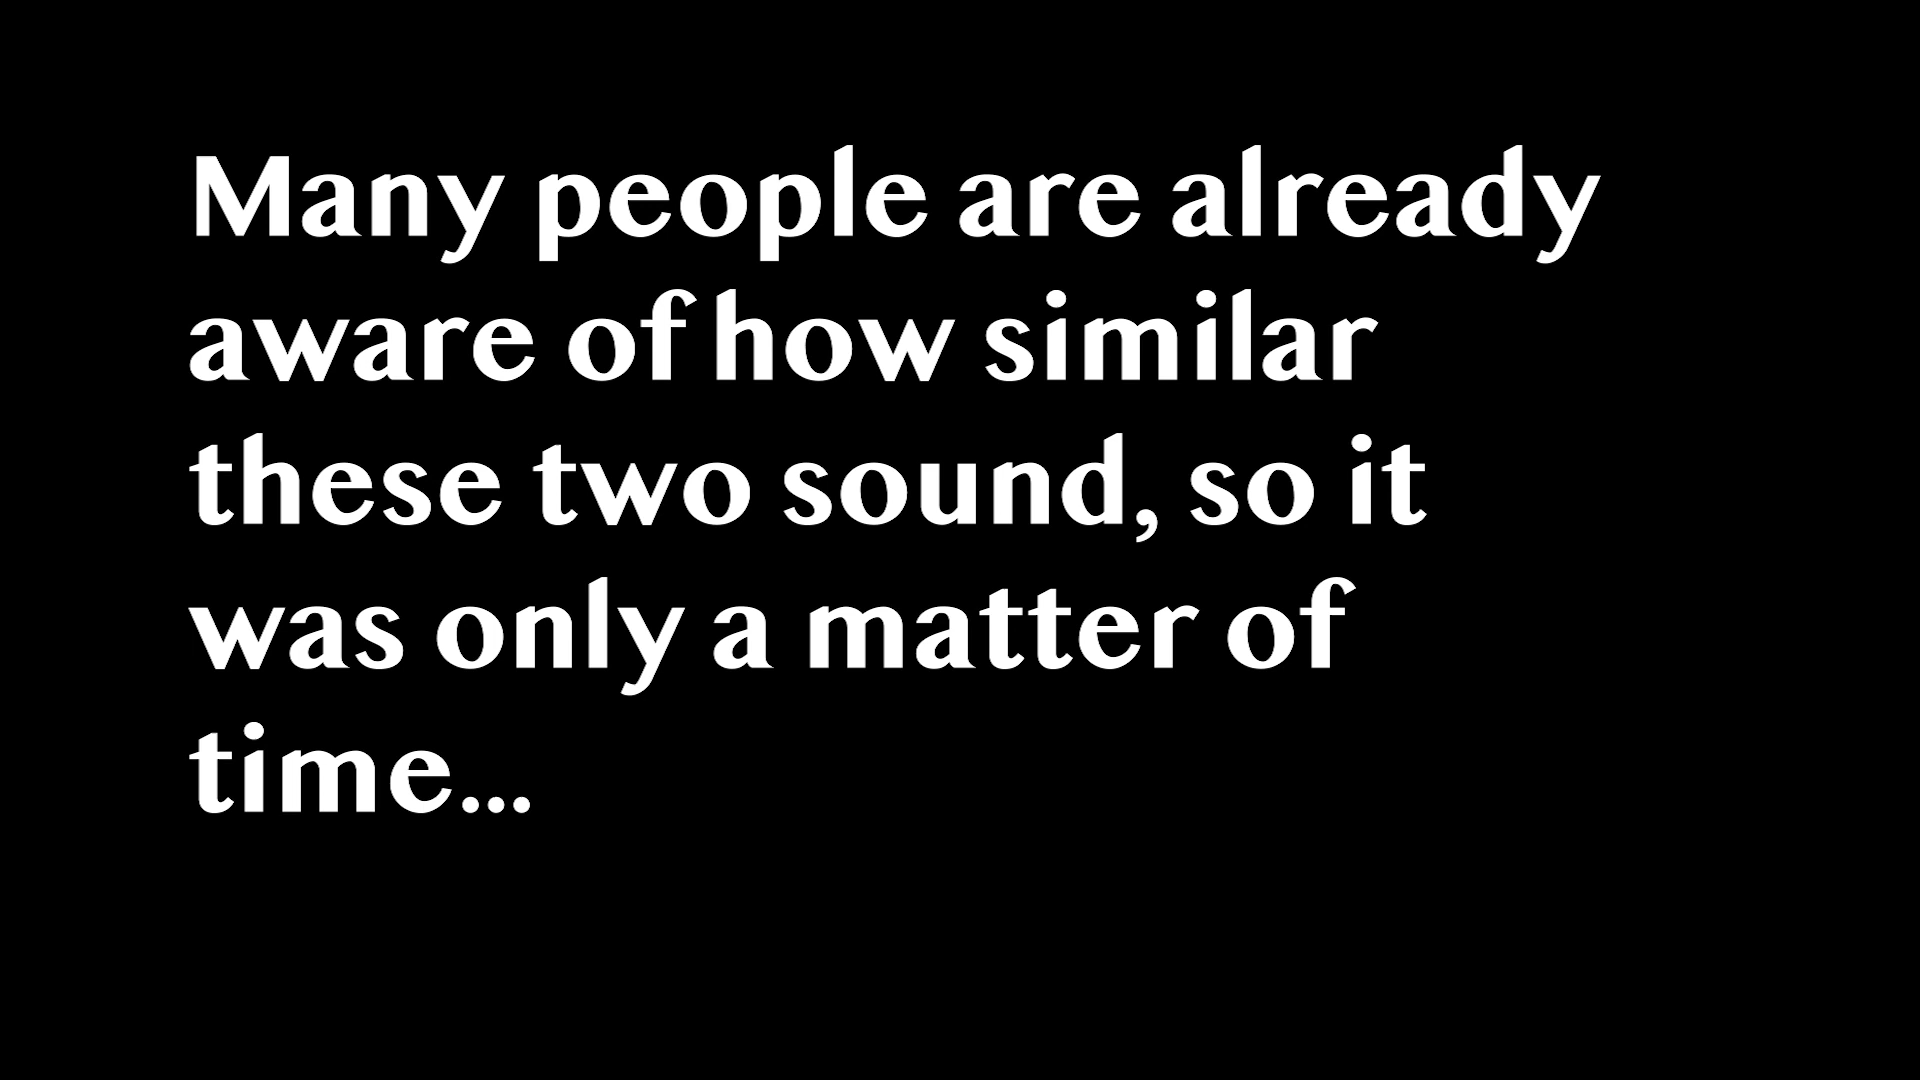 Many people are already
aware of how similar
these two sound, so it
was only a matter of
time...